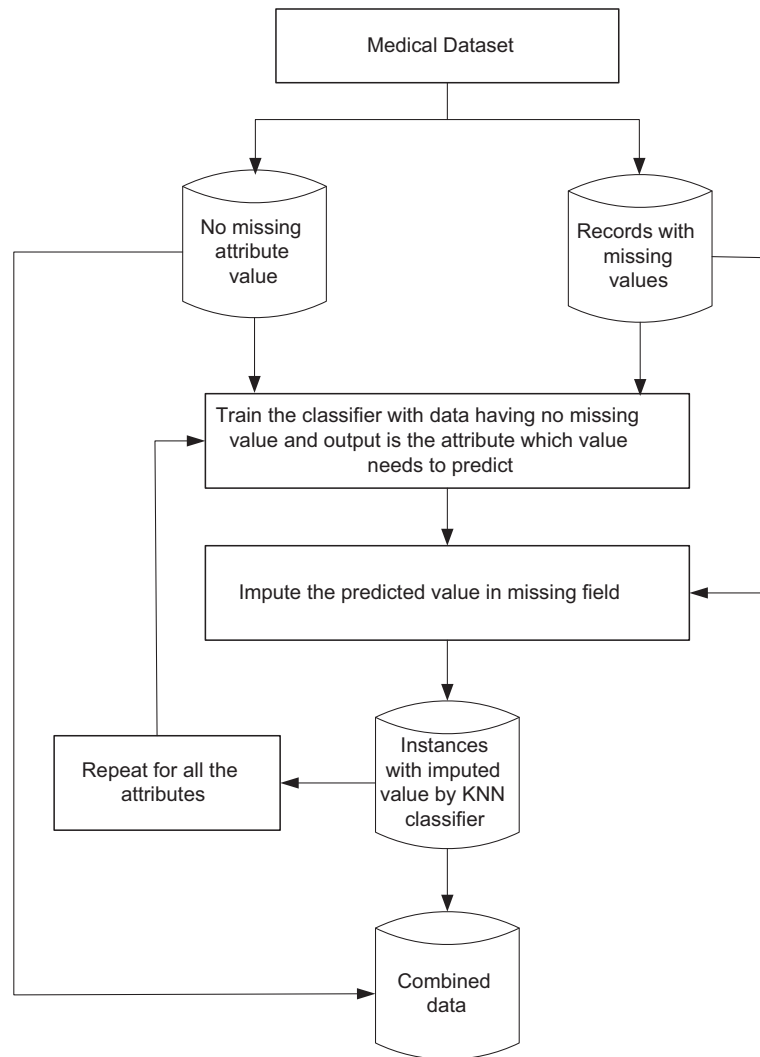 Medical Dataset
No missing
attribute
value
Records with
missing
values
Train the classifier with data having no missing
value and output is the attribute which value
needs to predict
Impute the predicted value in missing field
Repeat for all the
attributes
Instances
with imputed
value by KNN
classifier
Combined
data